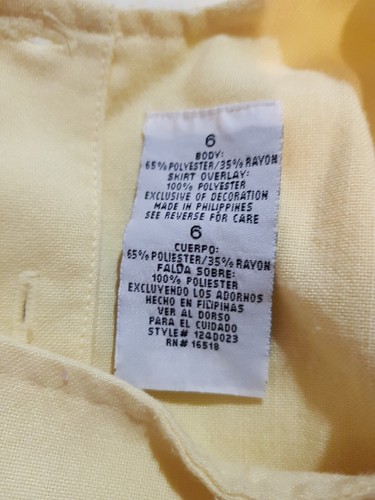 6
BODY:
65% POLYESTER/35% RAYON
SKIRT OVERLAY:
100% POLYESTER
EXCLUSIVE OF DECORATION
MADE IN PHILIPPINES
SEE REVERSE FOR CARE
6
CUERPO:
65% POLIESTER/35% RAYON
FALDA SOBRE:
100% POLIESTER
EXCLUYENDO LOS ADORNOS
HECHO EN FILIPINAS
VER AL DORSO
PARA EL CUIDADO
STYLE# 124D023
RN# 16518